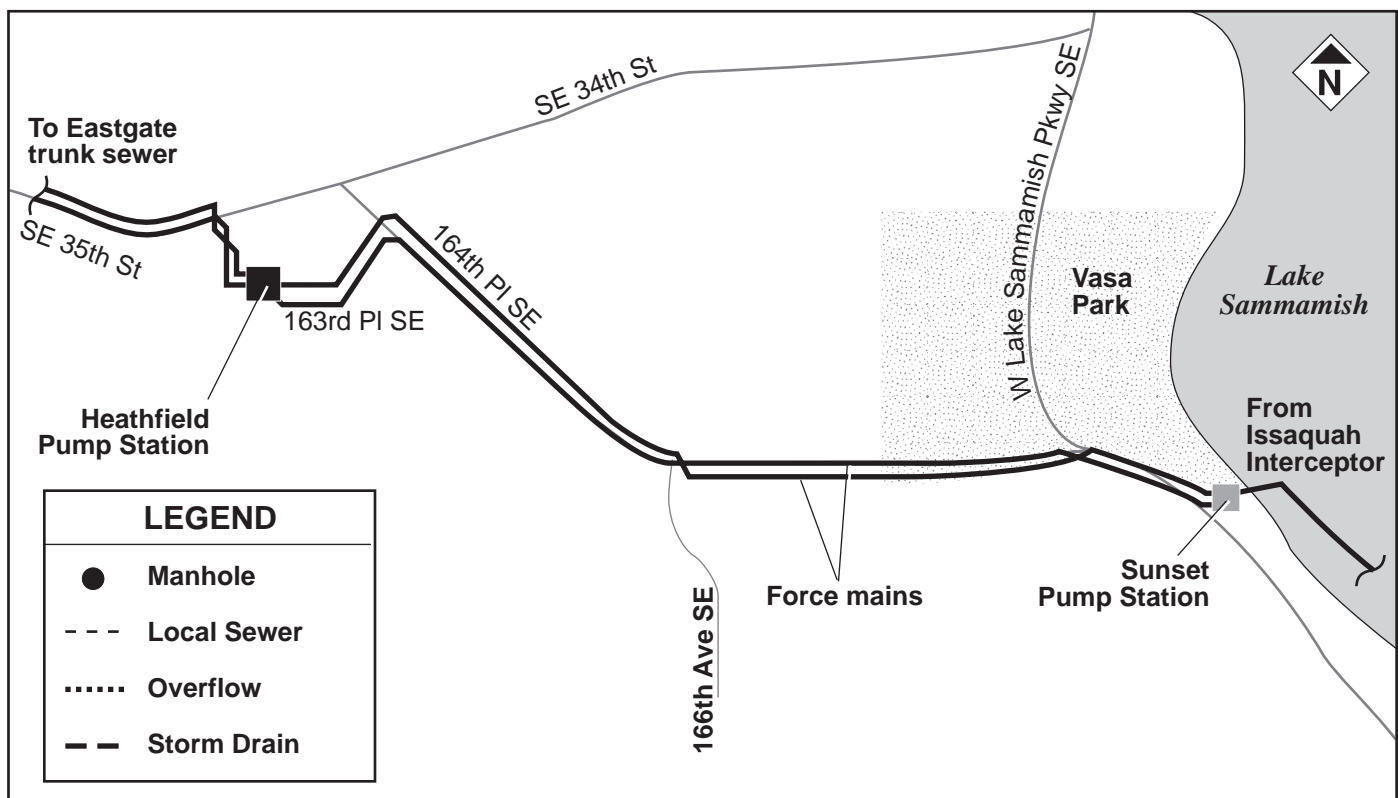 SE 34th St
W Lake Sammamish Pkwy SE
N
To Eastgate
trunk sewer
SE 35th St
164th Pl SE
163rd Pl SE
Vasa
Park
Lake
Sammamish
Heathfield
Pump Station
From
Issaquah
Interceptor
Force mains
Sunset
Pump Station
166th Ave SE
LEGEND
Manhole
Local Sewer
Overflow
Storm Drain